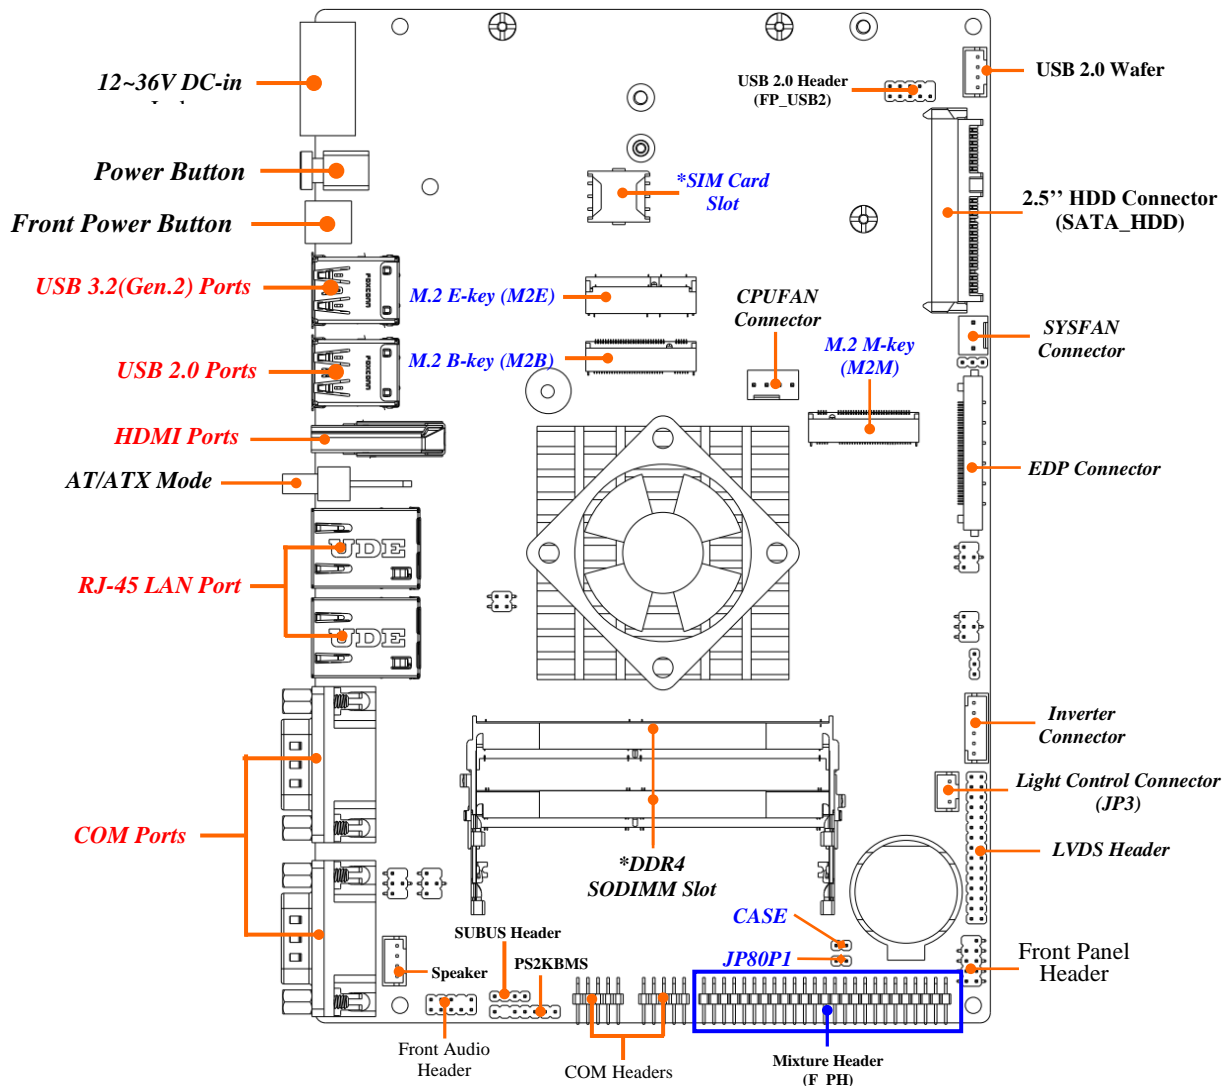 12~36V DC-in
Power Button
Front Power Button
USB 3.2(Gen.2) Ports
USB 2.0 Ports
HDMI Ports
AT/ATX Mode
RJ-45 LAN Port
COM Ports
USB 2.0 Header
(FP_USB2)
USB 2.0 Wafer
*SIM Card
Slot
2.5’’ HDD Connector
(SATA_HDD)
M.2 E-key (M2E)
M.2 B-key (M2B)
CPUFAN
Connector
M.2 M-key
(M2M)
SYSFAN
Connector
EDP Connector
FOXCONN
FOXCONN
UDE
UDE
Inverter
Connector
Light Control Connector
(JP3)
LVDS Header
*DDR4
SODIMM Slot
CASE
JP80P1
Front Panel
Header
SUBUS Header
PS2KBMS
Speaker
Front Audio
Header
COM Headers
Mixture Header
(F_PH)